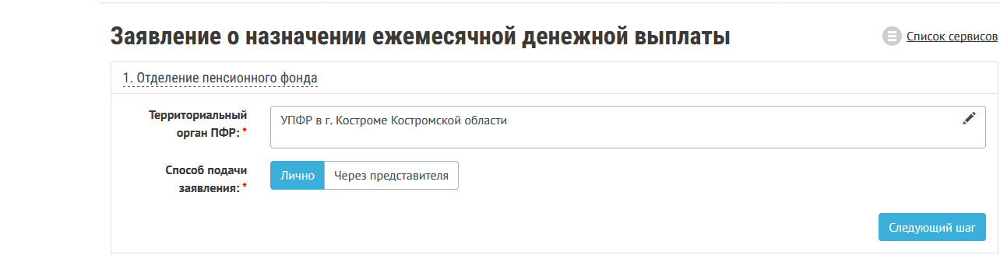 Заявление о назначении ежемесячной денежной выплаты
Список сервисов
1. Отделение пенсионного фонда
Территориальный
орган ПФР: *
УПФР в г. Костроме Костромской области
Способ подачи
заявления: *
Лично
Через представителя
Следующий шаг